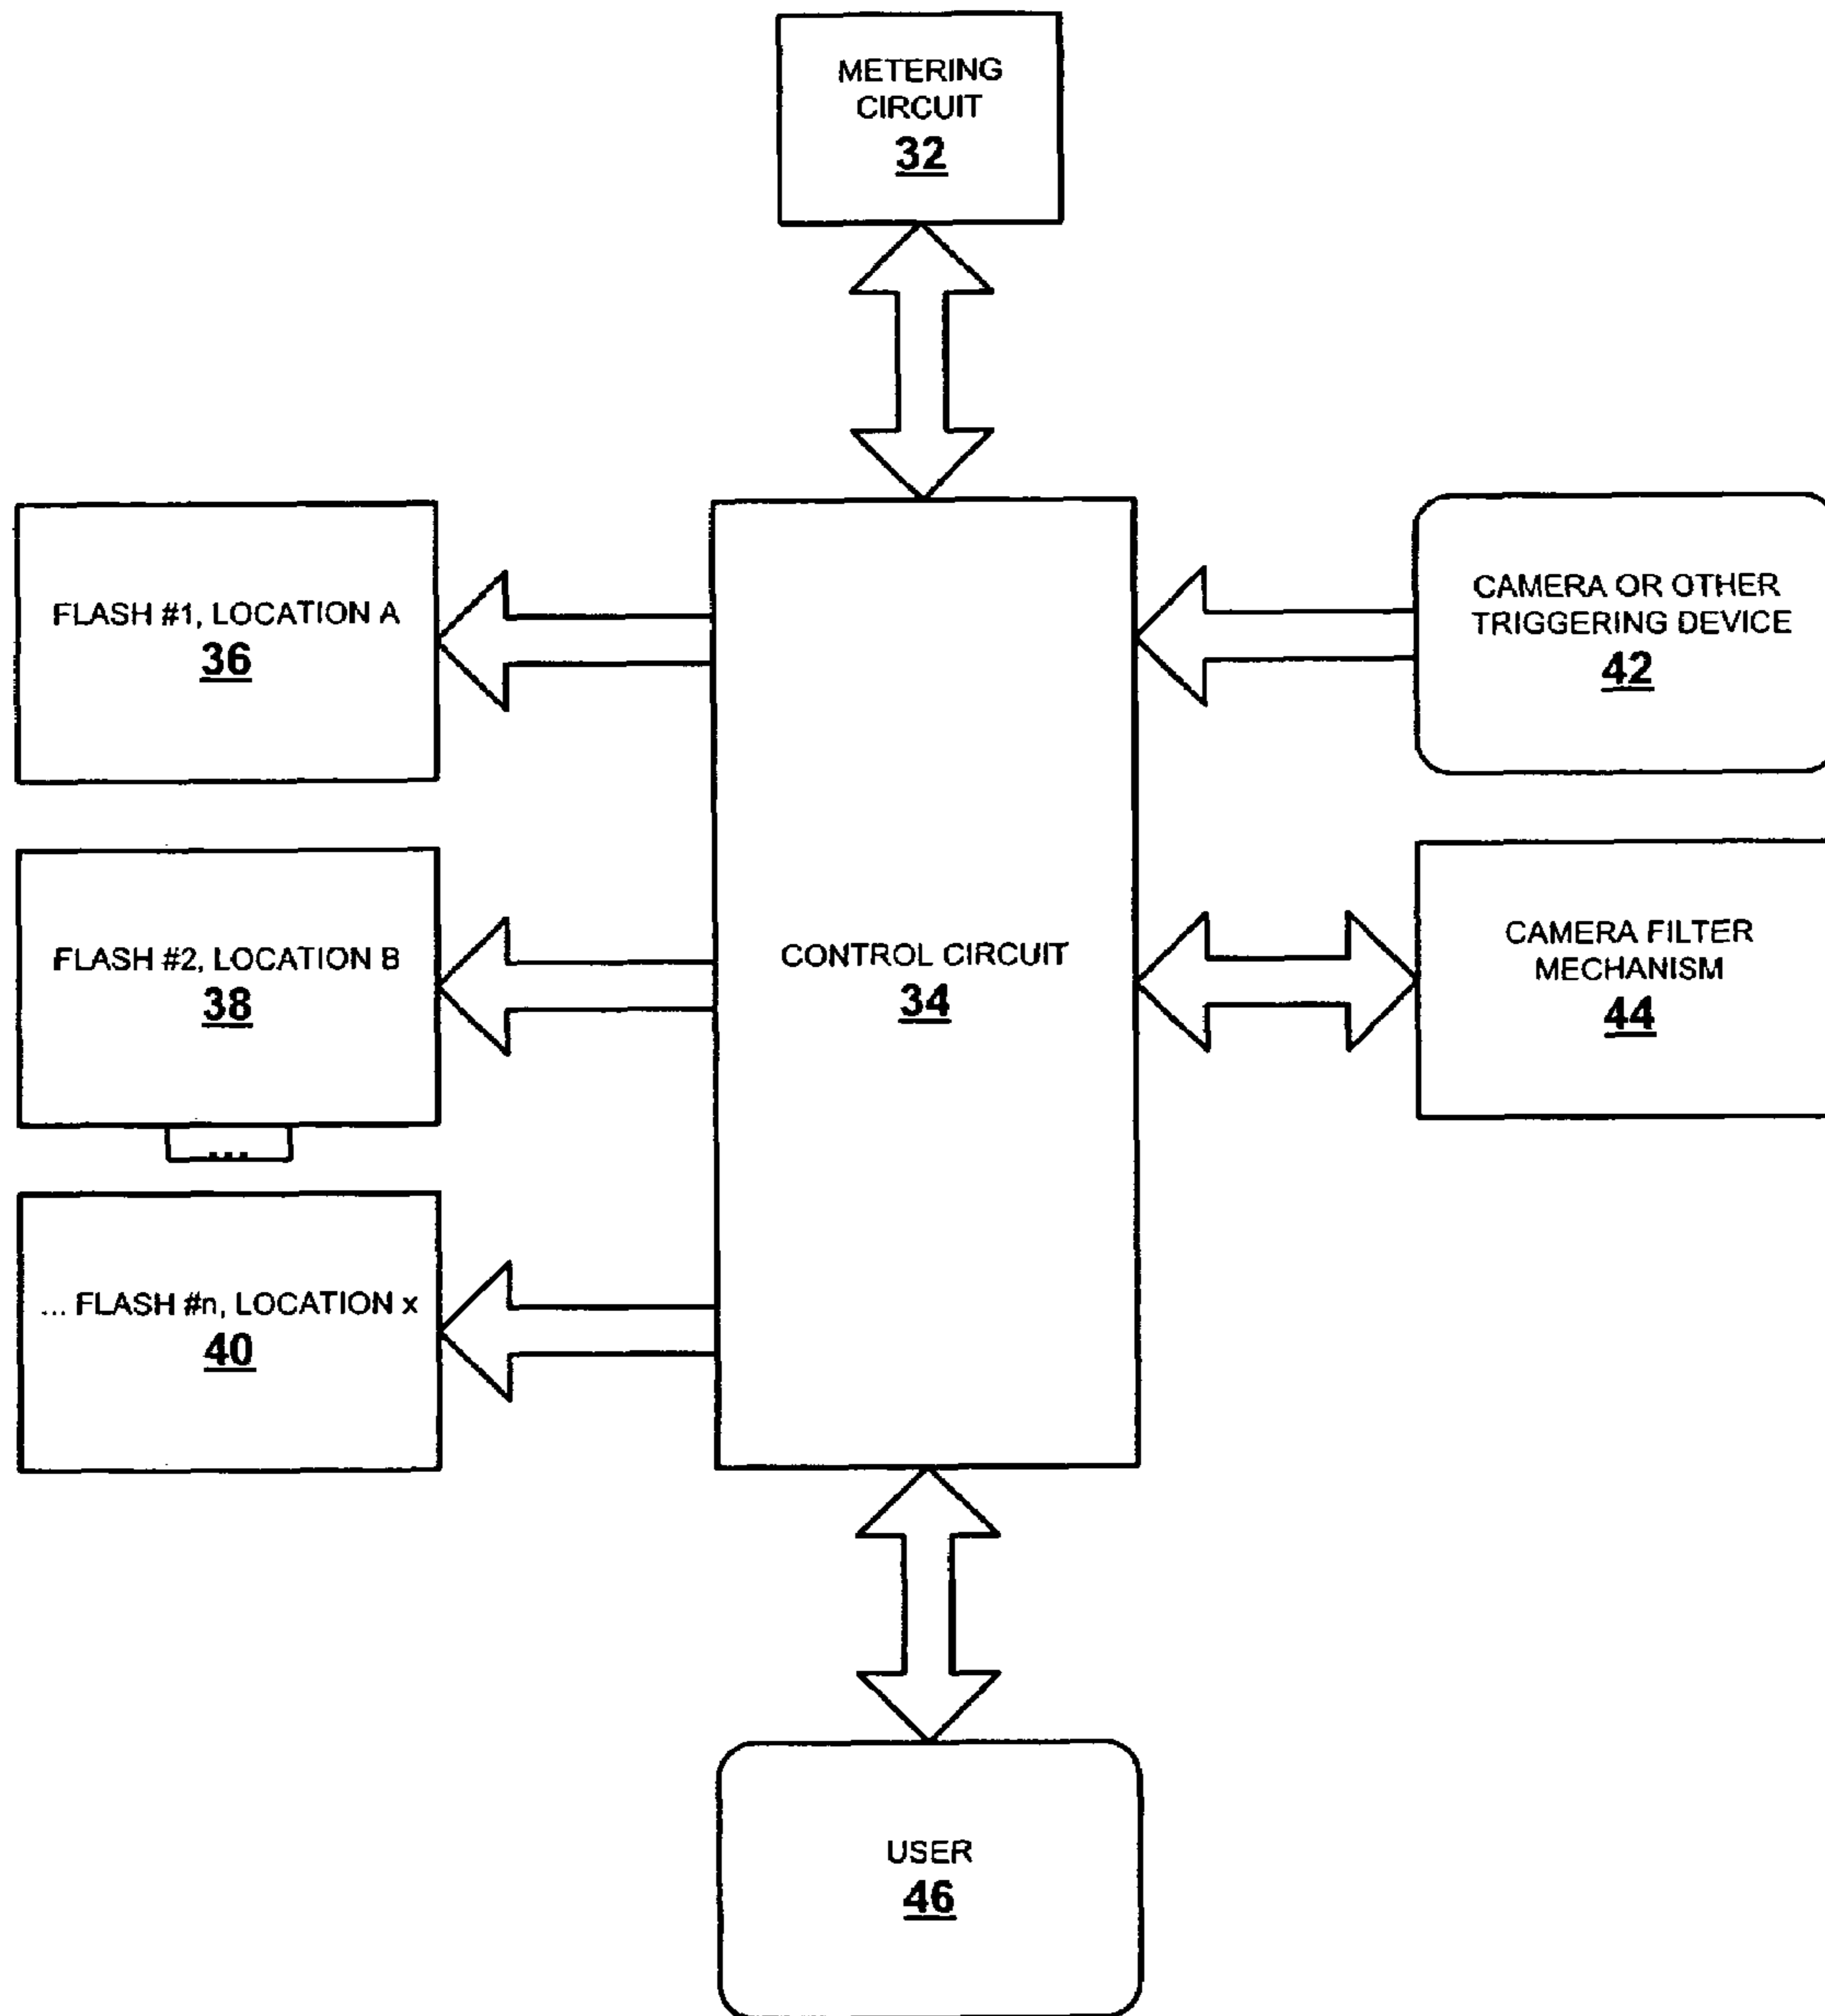 METERING
CIRCUIT
32
FLASH #1, LOCATION A
36
CAMERA OR OTHER
TRIGGERING DEVICE
42
FLASH #2, LOCATION B
38
...
CONTROL CIRCUIT
34
CAMERA FILTER
MECHANISM
44
... FLASH #n, LOCATION x
40
USER
46